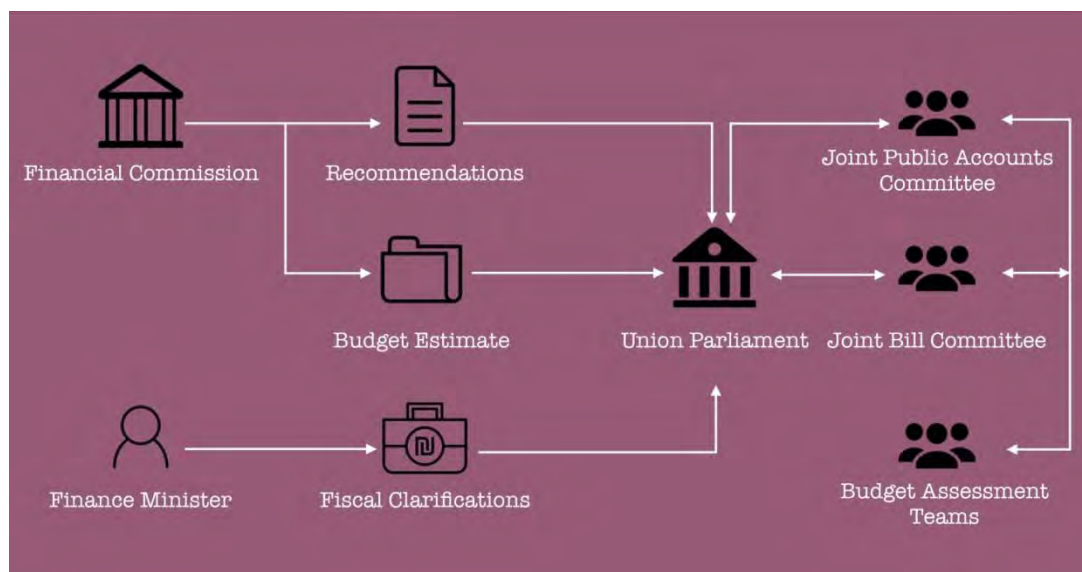 Financial Commission
Recommendations
Joint Public Accounts
Committee
Budget Estimate
Union Parliament
Joint Bill Committee
₪
Finance Minister
Fiscal Clarifications
Budget Assessment
Teams